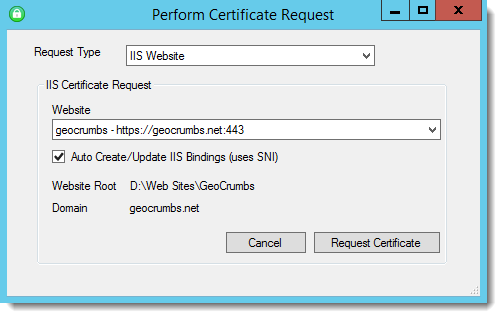 Perform Certificate Request
Request Type IIS Website
IIS Certificate Request
Website
geocrumbs - https://geocrumbs.net:443
Auto Create/Update IIS Bindings (uses SNI)
Website Root D:\Web Sites\GeoCrumbs
Domain geocrumbs.net
Cancel Request Certificate